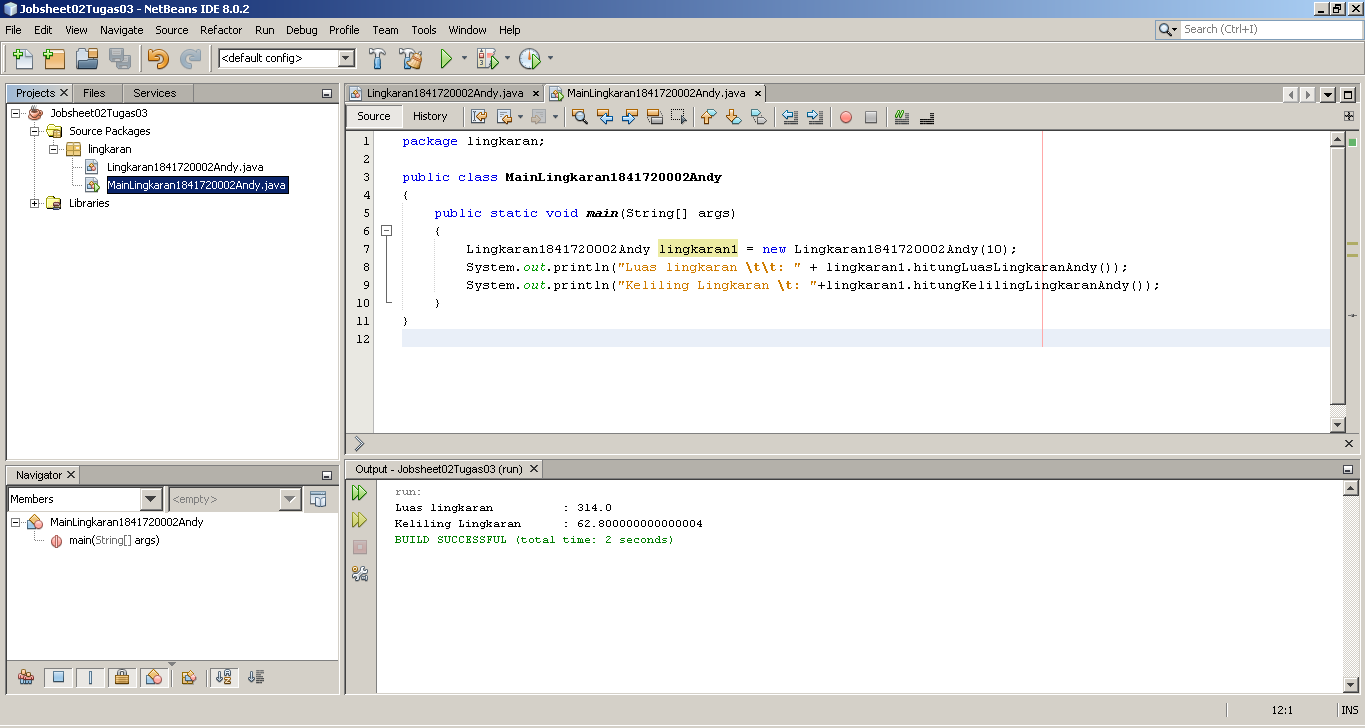 Jobsheet02Tugas03 - NetBeans IDE 8.0.2
File Edit View Navigate Source Refactor Run Debug Profile Team Tools Window Help
Search (Ctrl+I)
<default config>
Projects Files Services
Jobsheet02Tugas03
Source Packages
lingkaran
Lingkaran1841720002Andy.java
MainLingkaran1841720002Andy.java
Libraries
Lingkaran1841720002Andy.java MainLingkaran1841720002Andy.java
Source History
1 package lingkaran;
2
3 public class MainLingkaran1841720002Andy
4 {
5 public static void main(String[] args)
6 {
7 Lingkaran1841720002Andy lingkaran1 = new Lingkaran1841720002Andy(10);
8 System.out.println("Luas lingkaran \t\t: " + lingkaran1.hitungLuasLingkaranAndy());
9 System.out.println("Keliling Lingkaran \t: "+lingkaran1.hitungKelilingLingkaranAndy());
10 }
11 }
12
Navigator
Members <empty>
MainLingkaran1841720002Andy
main(String[] args)
Output - Jobsheet02Tugas03 (run)
run:
Luas lingkaran : 314.0
Keliling Lingkaran : 62.800000000000004
BUILD SUCCESSFUL (total time: 2 seconds)
12:1 INS